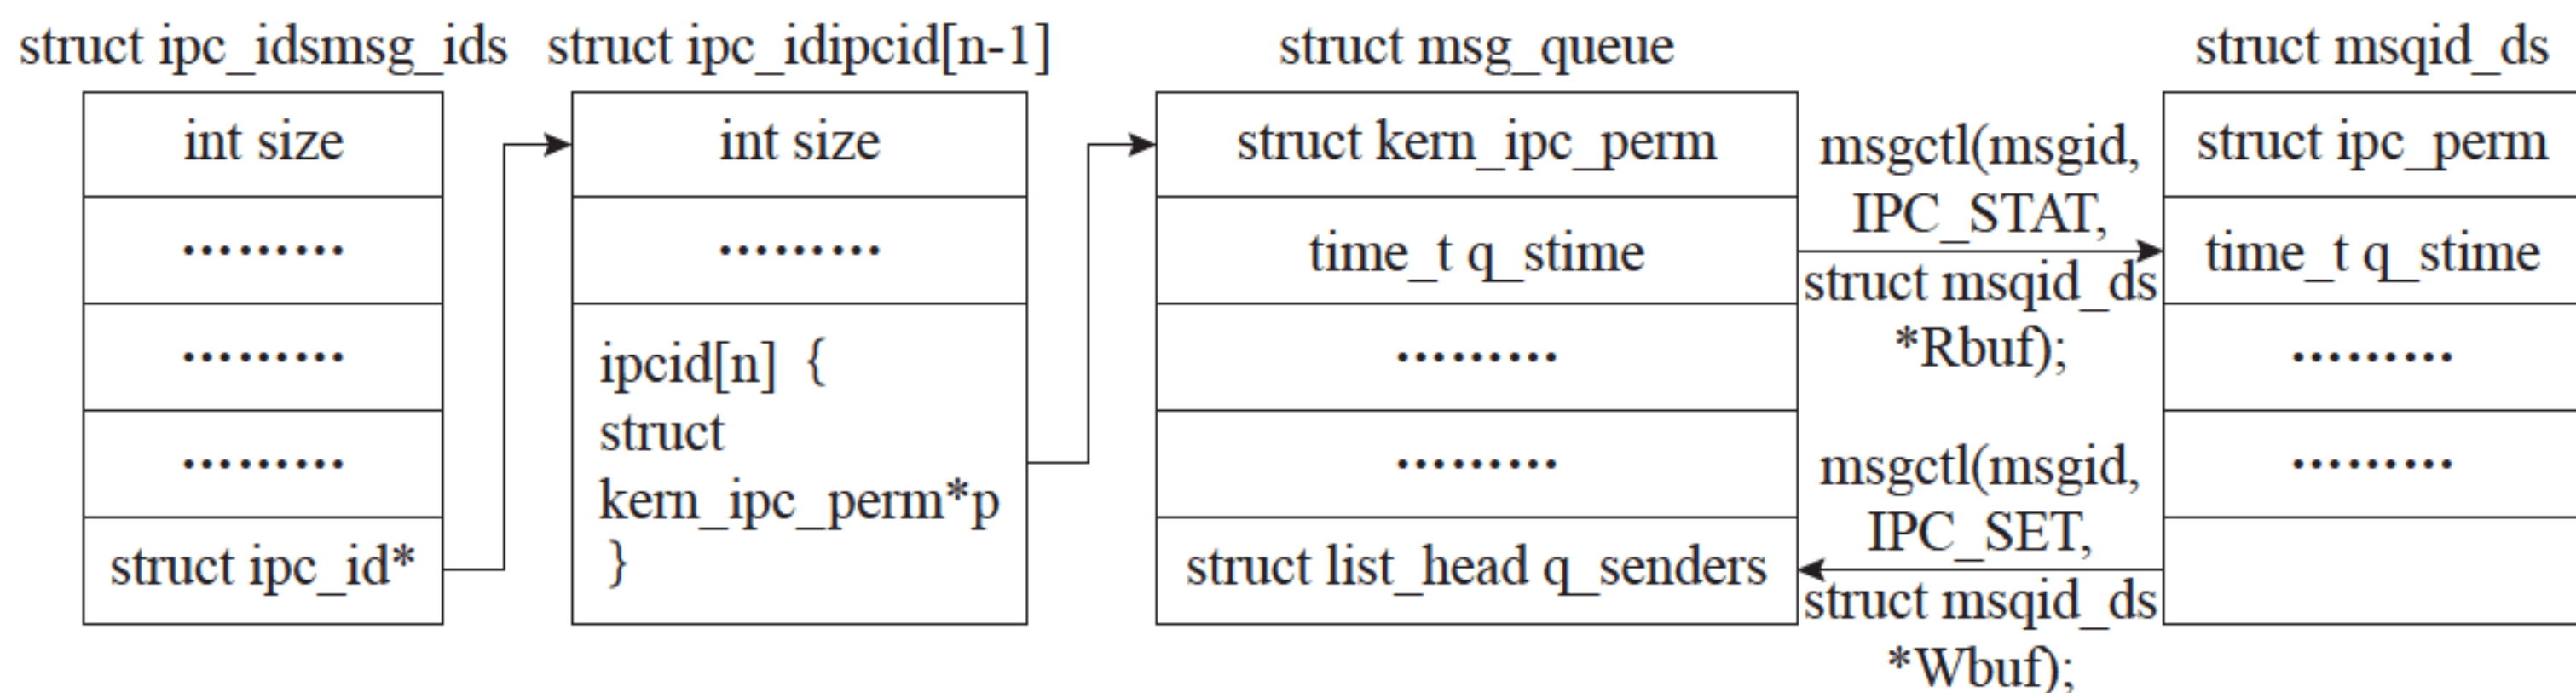 struct ipc_idsmsg_ids
int size
………
………
………
struct ipc_id*
struct ipc_idipcid[n-1]
int size
………
ipcid[n] {
struct
kern_ipc_perm*p
}
struct msg_queue
struct kern_ipc_perm
time_t q_stime
………
………
struct list_head q_senders
msgctl(msgid,
IPC_STAT,
struct msqid_ds
*Rbuf);
msgctl(msgid,
IPC_SET,
struct msqid_ds
*Wbuf);
struct msqid_ds
struct ipc_perm
time_t q_stime
………
………